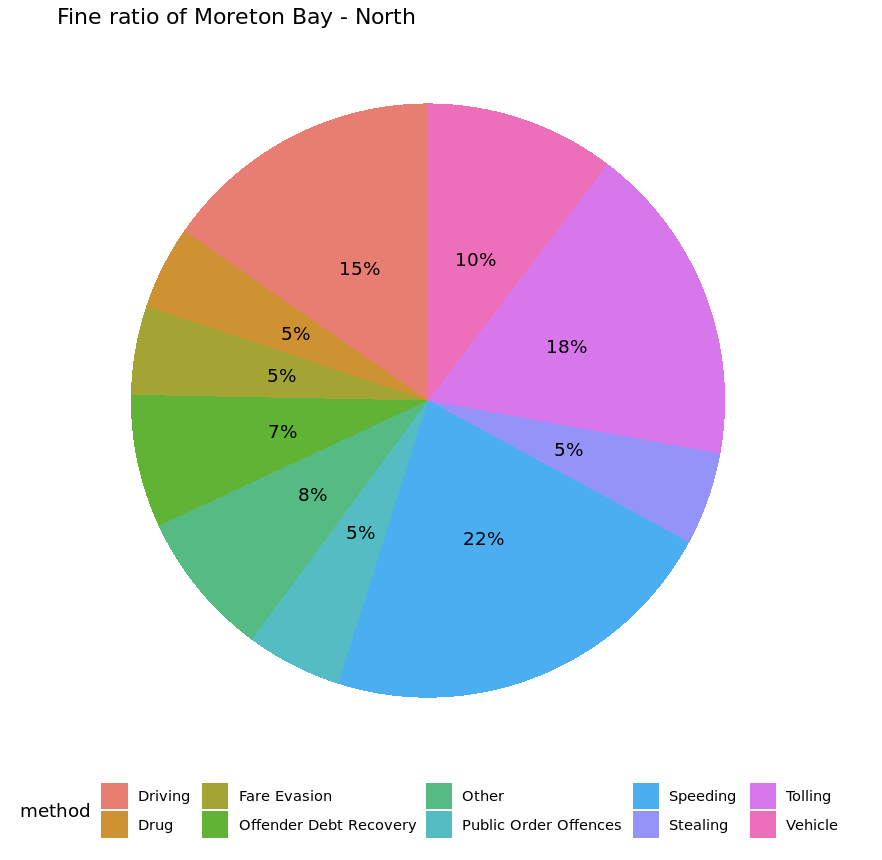 Fine ratio of Moreton Bay - North
10%
15%
18%
5%
5%
7%
5%
8%
5%
22%
method
Driving
Fare Evasion
Other
Speeding
Tolling
Drug
Offender Debt Recovery
Public Order Offences
Stealing
Vehicle